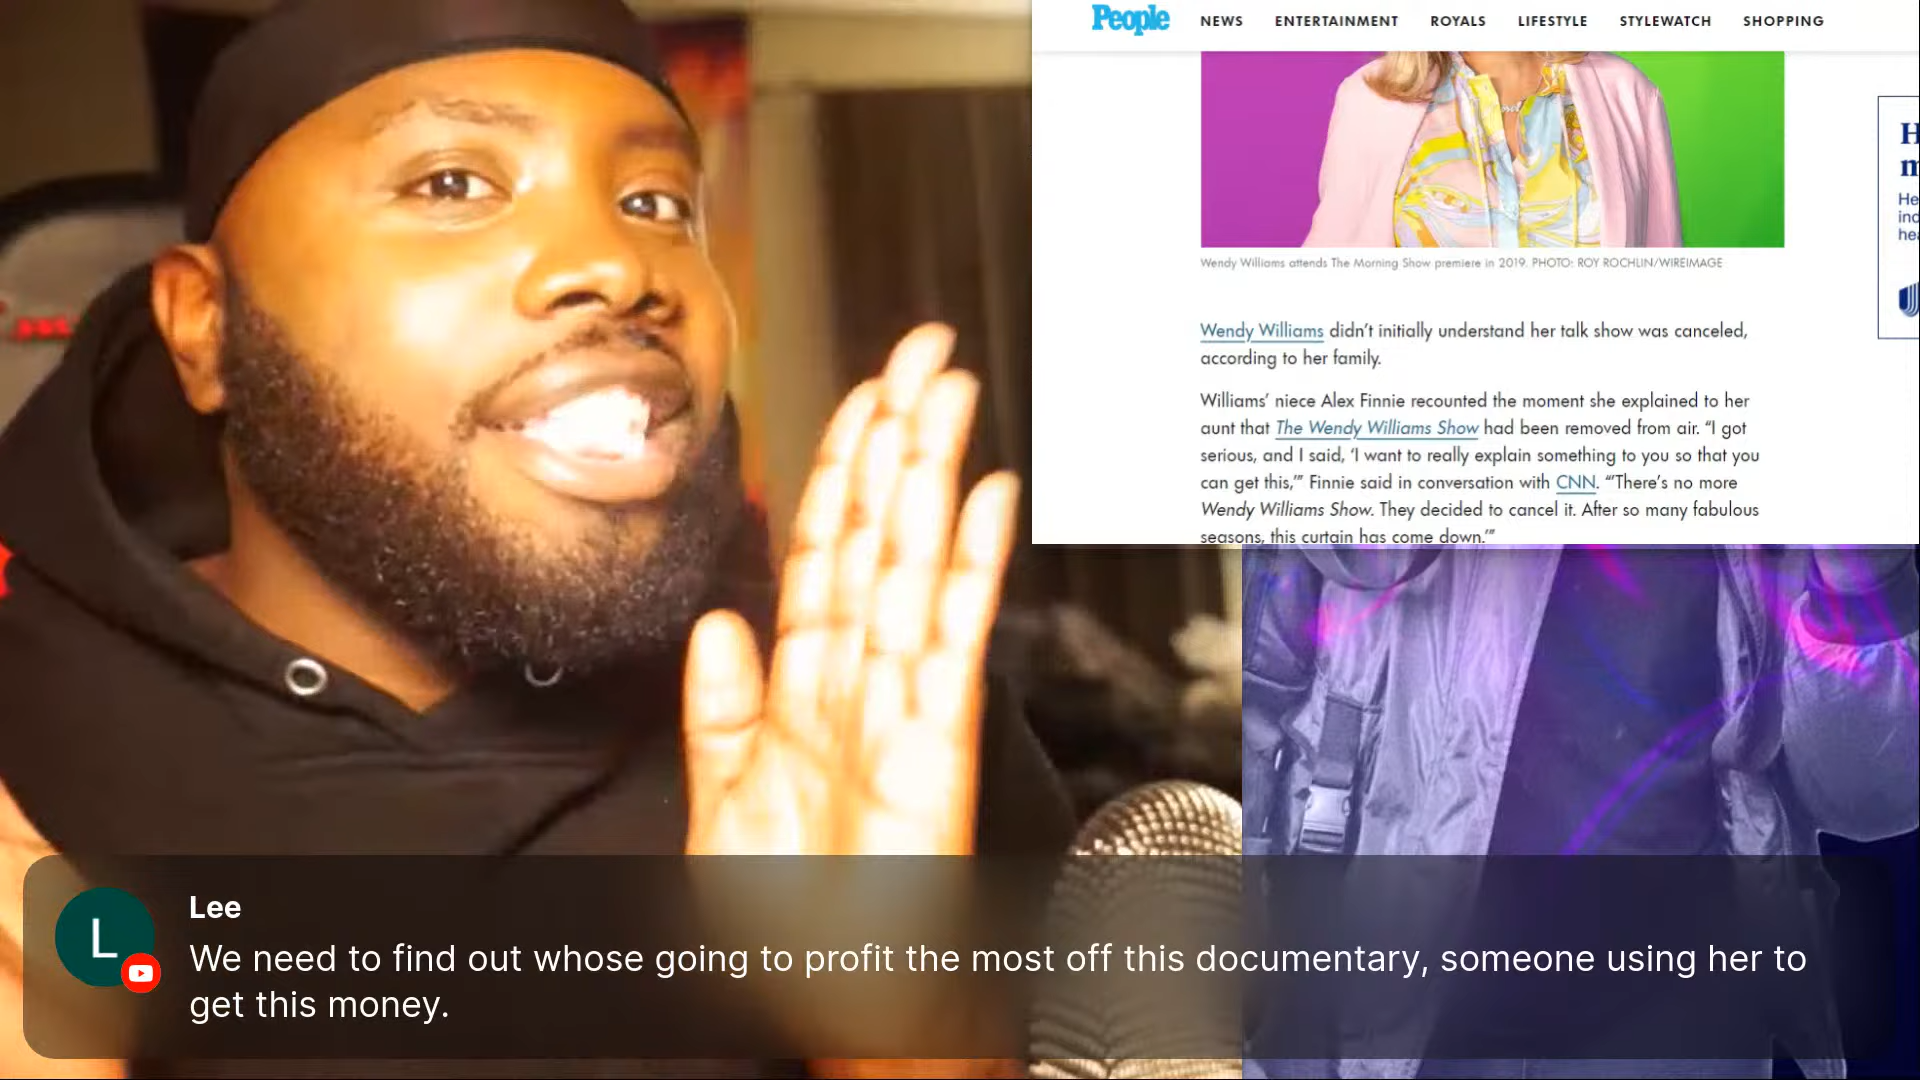 People NEWS ENTERTAINMENT ROYALS LIFESTYLE STYLEWATCH SHOPPING
Wendy Williams attends The Morning Show premiere in 2019. PHOTO: ROY ROCHLIN/WIREIMAGE
Wendy Williams didn't initially understand her talk show was canceled,
according to her family.
Williams' niece Alex Finnie recounted the moment she explained to her
aunt that The Wendy Williams Show had been removed from air. “I got
serious, and I said, ‘I want to really explain something to you so that you
can get this,’” Finnie said in conversation with CNN. “‘There's no more
Wendy Williams Show. They decided to cancel it. After so many fabulous
seasons, this curtain has come down.’”
L
Lee
We need to find out whose going to profit the most off this documentary, someone using her to
get this money.